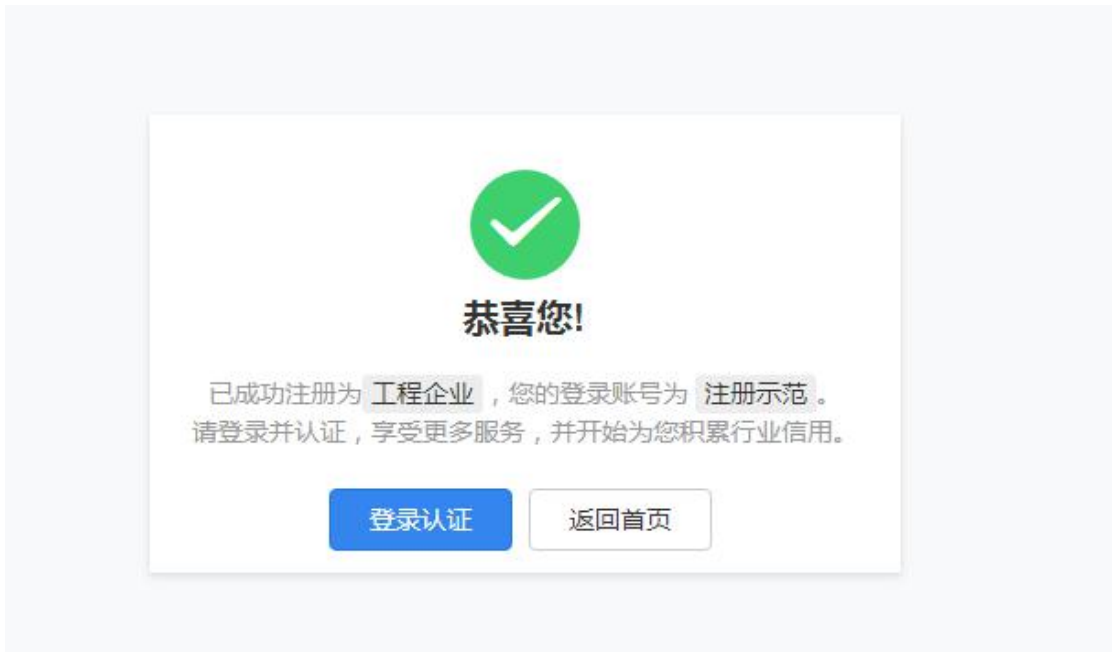 恭喜您!
已成功注册为 工程企业 ，您的登录账号为 注册示范 。
请登录并认证，享受更多服务，并开始为您积累行业信用。
登录认证 返回首页